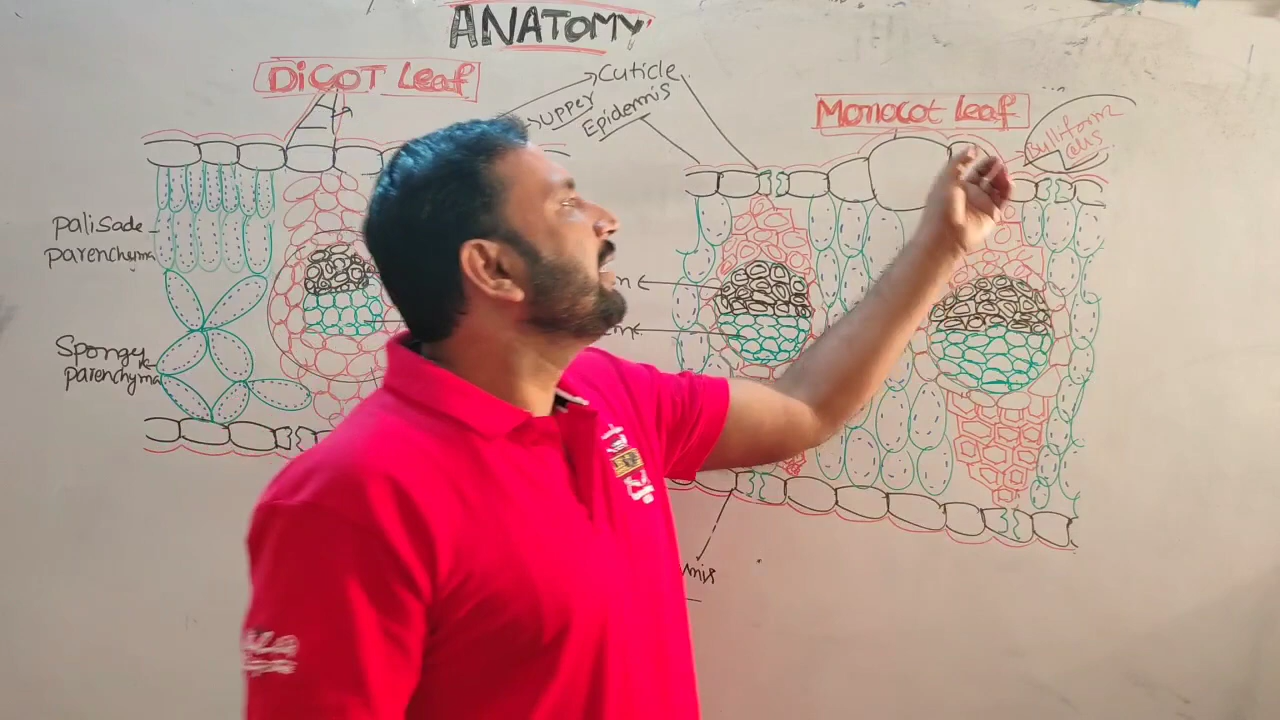 ANATOMY
DiCOT Leaf
Cuticle
Upper
Epidermis
Monocot leaf
Bulliform
cells
palisade
parenchyma
Spongy
parenchyma